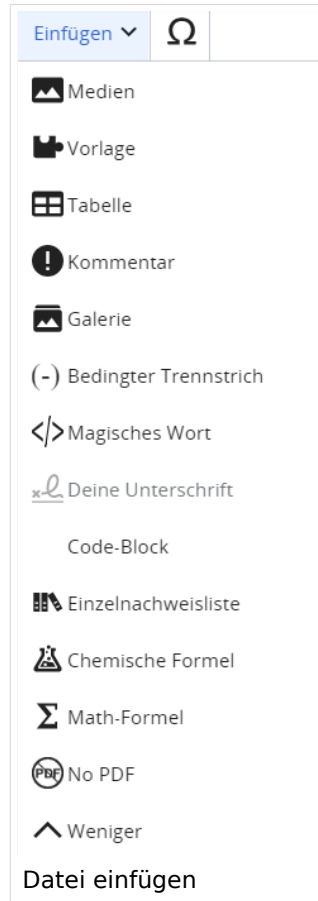 Einfügen Ω
Medien
Vorlage
Tabelle
Kommentar
Galerie
(-) Bedingter Trennstrich
</> Magisches Wort
Deine Unterschrift
Code-Block
Einzelnachweisliste
Chemische Formel
Σ Math-Formel
PDF No PDF
Weniger
Datei einfügen